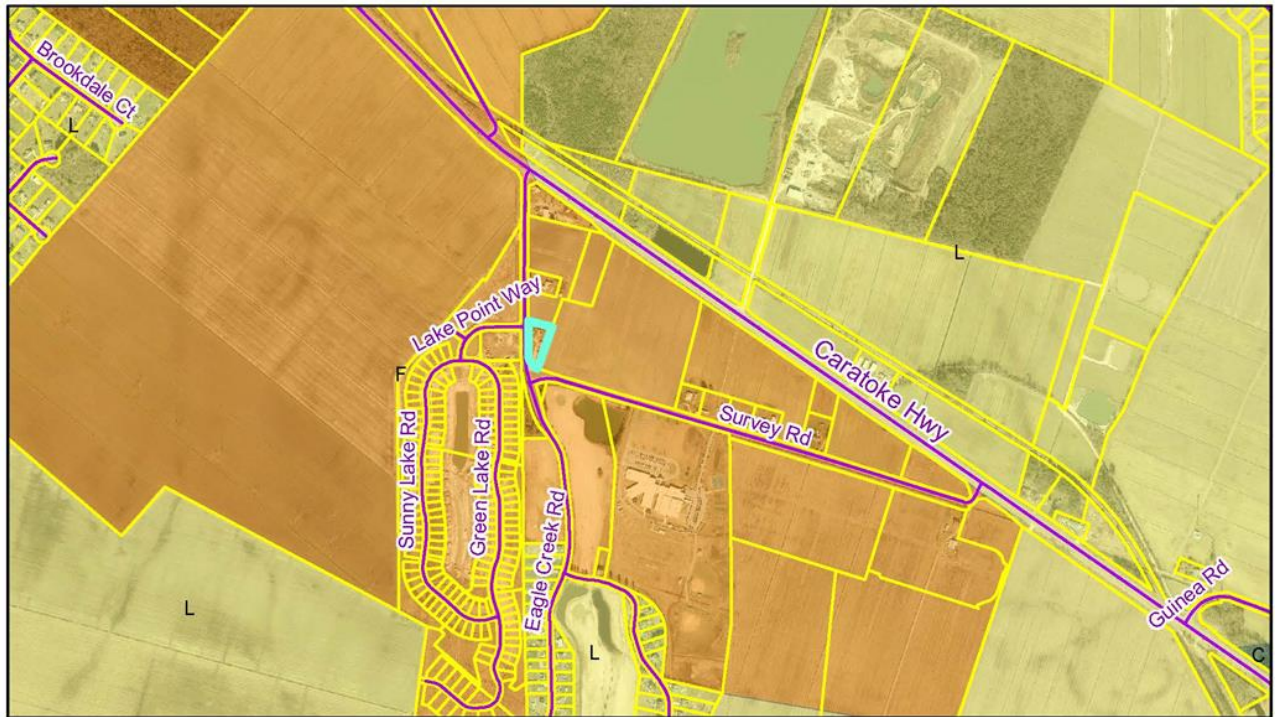 Brookdale Ct
L
L
Lake Point Way
F
Caratoke Hwy
Survey Rd
Sunny Lake Rd
Green Lake Rd
Eagle Creek Rd
Guinea Rd
L
L
C